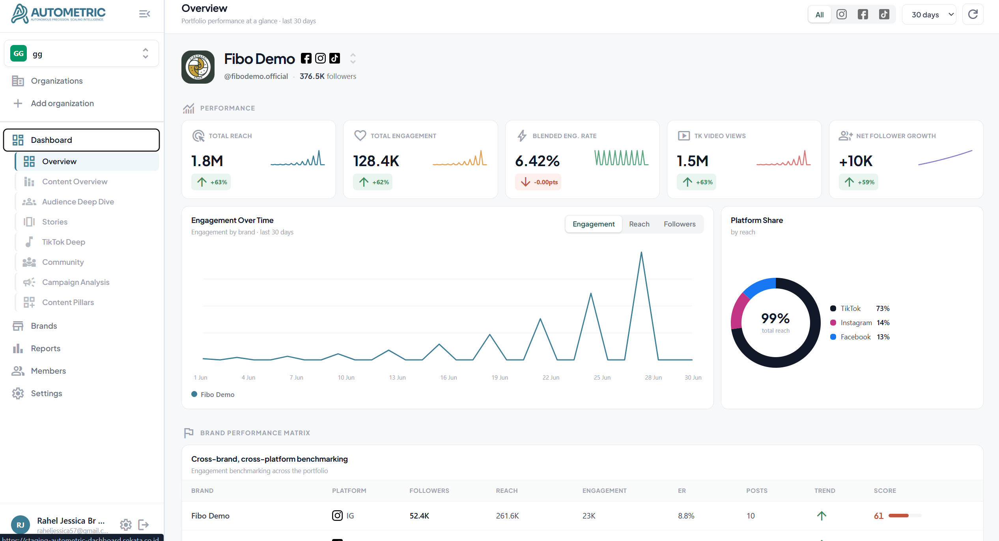 AUTOMETRIC
AUTONOMOUS PRECISSION. SCALING INTELLIGENCE.
GG gg
Organizations
Add organization
Dashboard
Overview
Content Overview
Audience Deep Dive
Stories
TikTok Deep
Community
Campaign Analysis
Content Pillars
Brands
Reports
Members
Settings
RJ Rahel Jessica Br ...
raheljessica57@gmail.c...
https://staging-autometric-dashboard.sekata.co.id
Overview
Portfolio performance at a glance · last 30 days
All
30 days
FIBONACCI
SPACE
Fibo Demo
@fibodemo.official · 376.5K followers
PERFORMANCE
TOTAL REACH
1.8M
+63%
TOTAL ENGAGEMENT
128.4K
+62%
BLENDED ENG. RATE
6.42%
-0.00pts
TK VIDEO VIEWS
1.5M
+63%
NET FOLLOWER GROWTH
+10K
+59%
Engagement Over Time
Engagement by brand · last 30 days
Engagement Reach Followers
1 Jun 4 Jun 7 Jun 10 Jun 13 Jun 16 Jun 19 Jun 22 Jun 25 Jun 28 Jun 30 Jun
Fibo Demo
Platform Share
by reach
99%
total reach
TikTok 73%
Instagram 14%
Facebook 13%
BRAND PERFORMANCE MATRIX
Cross-brand, cross-platform benchmarking
Engagement benchmarking across the portfolio
BRAND PLATFORM FOLLOWERS REACH ENGAGEMENT ER POSTS TREND SCORE
Fibo Demo IG 52.4K 261.6K 23K 8.8% 10 61